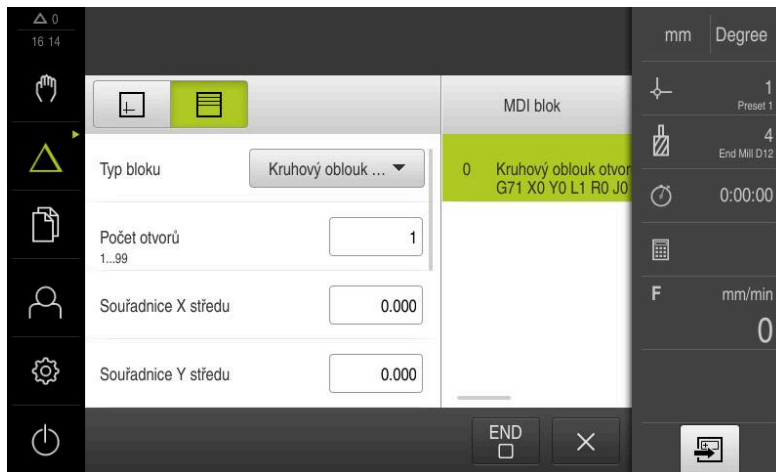 0
16 14
mm
Degree
MDI blok
1
Preset 1
Typ bloku
Kruhový oblouk ...
0
Kruhový oblouk otvor
G71 X0 Y0 L1 R0 J0
4
End Mill D12
0:00:00
Počet otvorů
1...99
1
Souřadnice X středu
0.000
F
mm/min
0
Souřadnice Y středu
0.000
END